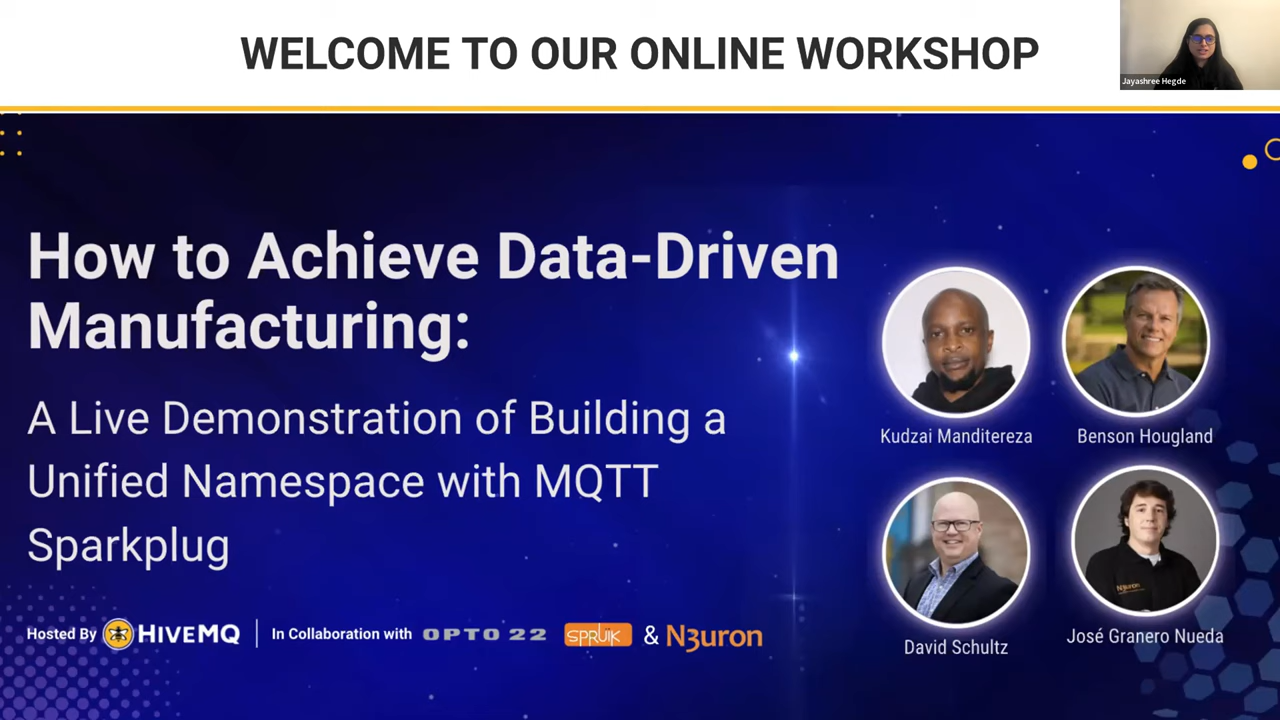 WELCOME TO OUR ONLINE WORKSHOP
Jayashree Hegde
How to Achieve Data-Driven
Manufacturing:
A Live Demonstration of Building a
Unified Namespace with MQTT
Sparkplug
Kudzai Manditereza
Benson Hougland
David Schultz
N3uron
José Granero Nueda
Hosted By HIVEMQ | In Collaboration with OPTO 22 SPRUIK & N3uron